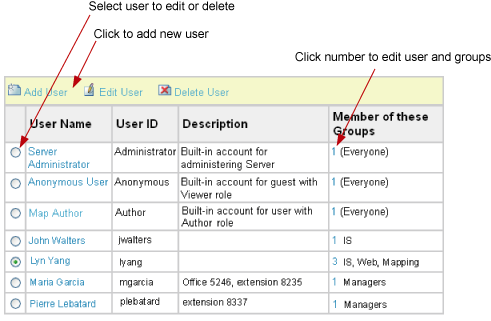 Select user to edit or delete
Click to add new user
Click number to edit user and groups
Add User Edit User Delete User
User Name User ID Description Member of these Groups
Server Administrator Administrator Built-in account for administering Server 1 (Everyone)
Anonymous User Anonymous Built-in account for guest with Viewer role 1 (Everyone)
Map Author Author Built-in account for user with Author role 1 (Everyone)
John Walters jwalters 1 IS
Lyn Yang lyang 3 IS, Web, Mapping
Maria Garcia mgarcia Office 5246, extension 8235 1 Managers
Pierre Lebatard plebatard extension 8337 1 Managers